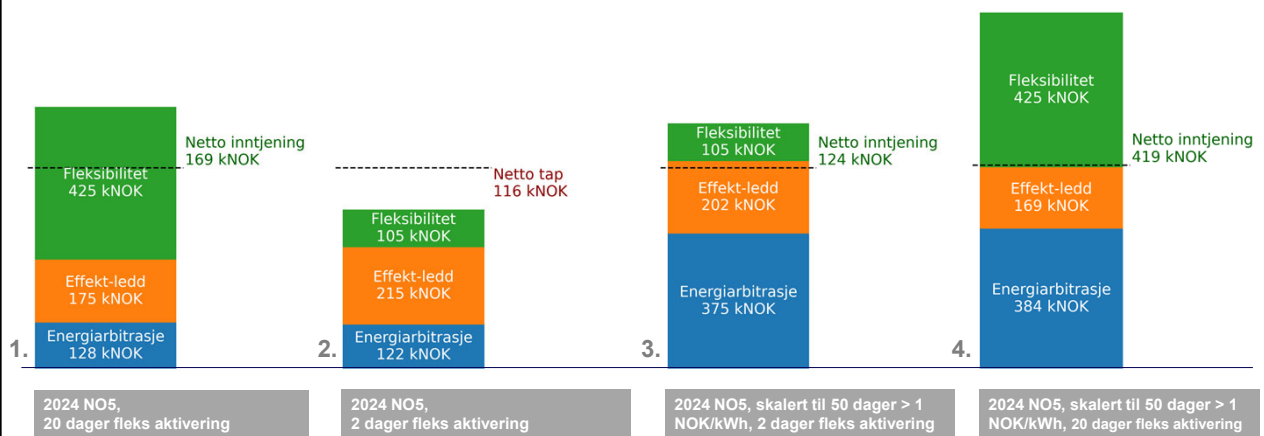 Fleksibilitet
425 kNOK
Netto inntjening
169 kNOK
Effekt-ledd
175 kNOK
Energiarbitrasje
128 kNOK
1.
2024 NO5,
20 dager fleks aktivering
Netto tap
116 kNOK
Fleksibilitet
105 kNOK
Effekt-ledd
215 kNOK
Energiarbitrasje
122 kNOK
2.
2024 NO5,
2 dager fleks aktivering
Fleksibilitet
105 kNOK
Netto inntjening
124 kNOK
Effekt-ledd
202 kNOK
Energiarbitrasje
375 kNOK
3.
2024 NO5, skalert til 50 dager > 1
NOK/kWh, 2 dager fleks aktivering
Fleksibilitet
425 kNOK
Netto inntjening
419 kNOK
Effekt-ledd
169 kNOK
Energiarbitrasje
384 kNOK
4.
2024 NO5, skalert til 50 dager > 1
NOK/kWh, 20 dager fleks aktivering